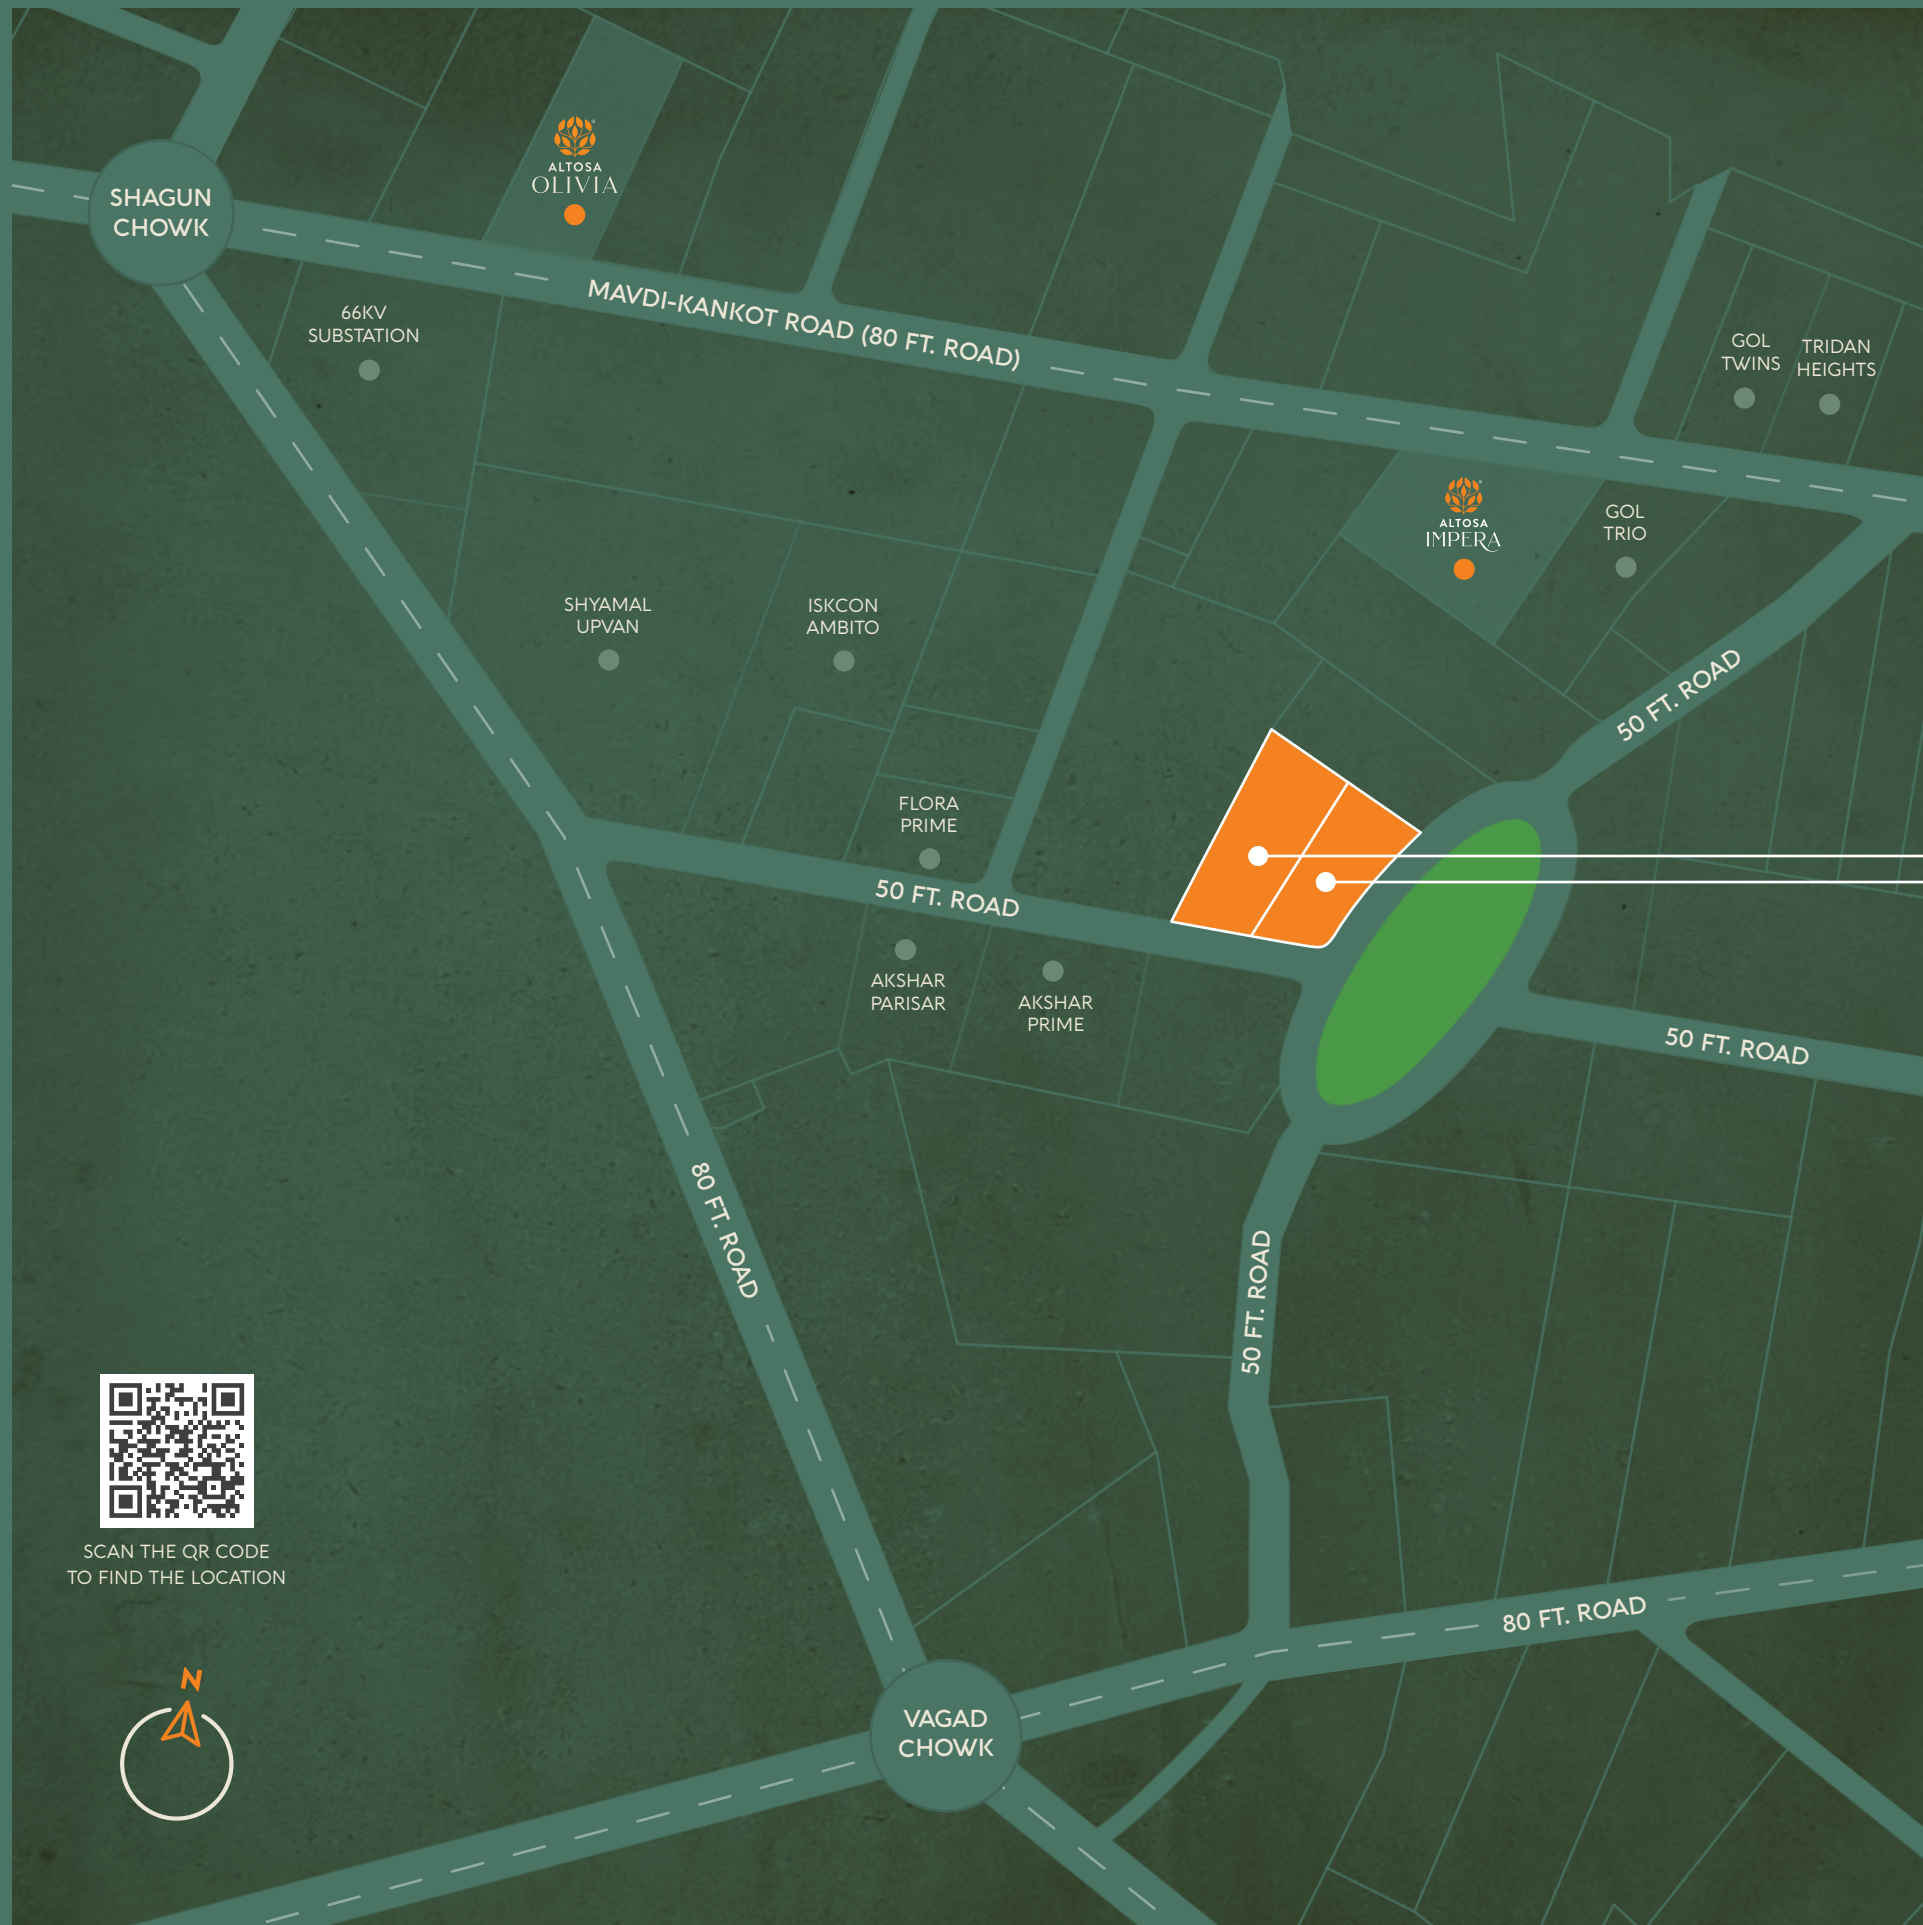 ALTOSA
OLIVIA
SHAGUN
CHOWK
MAVDI-KANKOT ROAD (80 FT. ROAD)
66KV
SUBSTATION
GOL
TWINS
TRIDAN
HEIGHTS
ALTOSA
IMPERA
GOL
TRIO
SHYAMAL
UPVAN
ISKCON
AMBITO
50 FT. ROAD
FLORA
PRIME
50 FT. ROAD
AKSHAR
PARISAR
AKSHAR
PRIME
50 FT. ROAD
80 FT. ROAD
50 FT. ROAD
SCAN THE QR CODE
TO FIND THE LOCATION
80 FT. ROAD
N
VAGAD
CHOWK